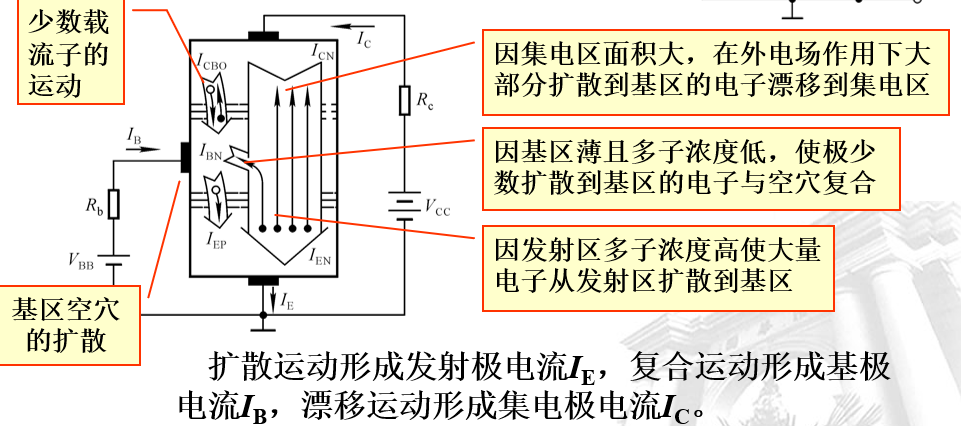 少数载
流子的
运动
I_CBO
I_CN
I_C
R_c
因集电区面积大，在外电场作用下大
部分扩散到基区的电子漂移到集电区
I_B
I_BN
因基区薄且多子浓度低，使极少
数扩散到基区的电子与空穴复合
R_b
V_CC
I_EP
I_EN
因发射区多子浓度高使大量
电子从发射区扩散到基区
V_BB
I_E
基区空穴
的扩散
扩散运动形成发射极电流I_E，复合运动形成基极
电流I_B，漂移运动形成集电极电流I_C。